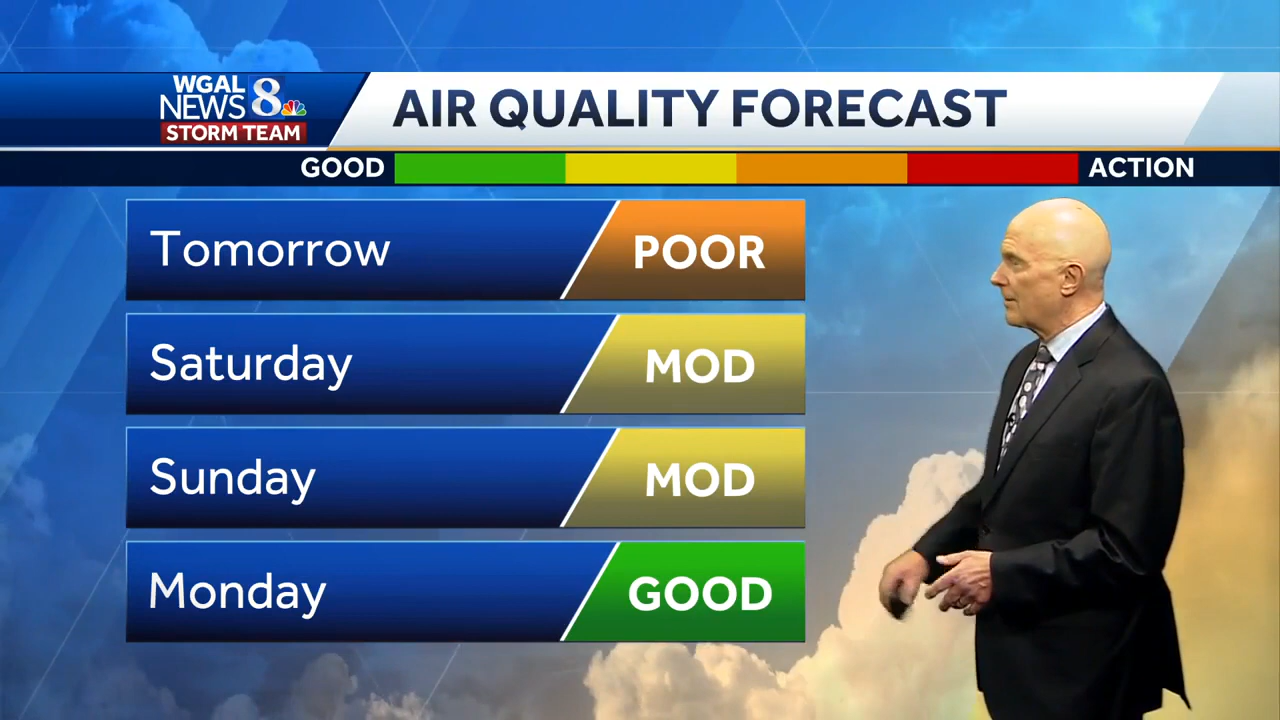 WGAL
NEWS 8
STORM TEAM
AIR QUALITY FORECAST
GOOD
ACTION
Tomorrow POOR
Saturday MOD
Sunday MOD
Monday GOOD